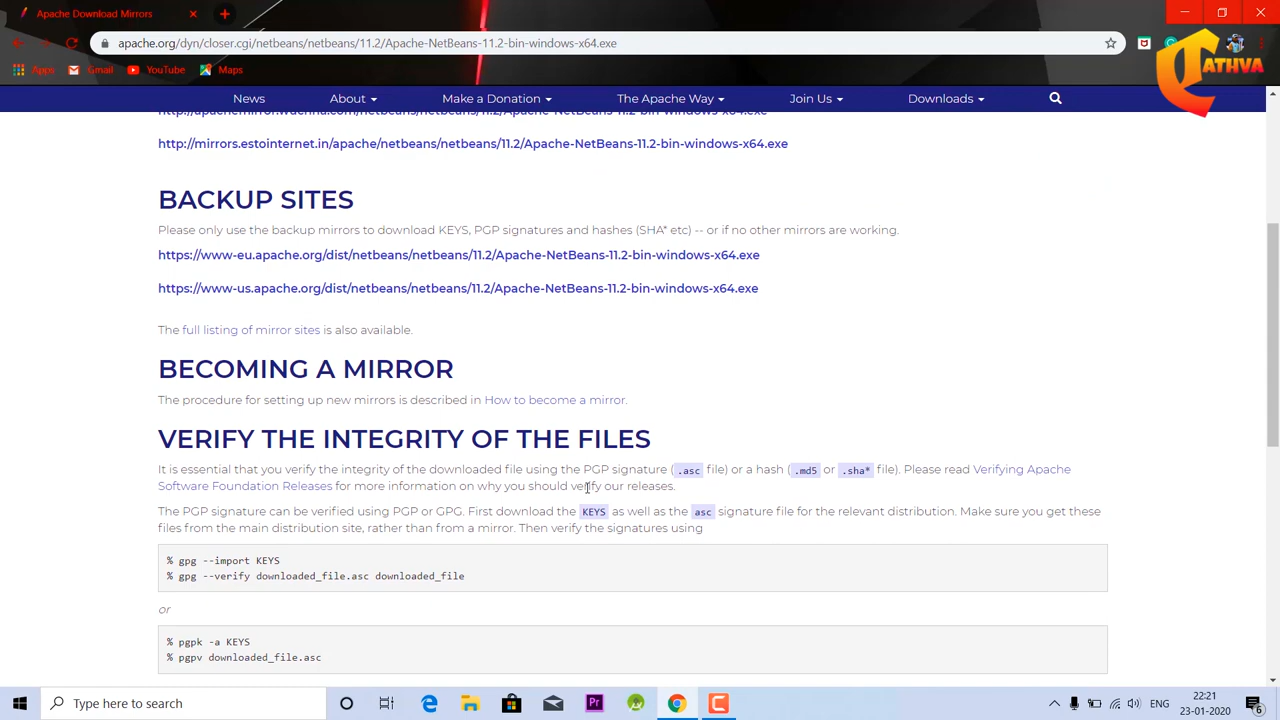 Apache Download Mirrors
apache.org/dyn/closer.cgi/netbeans/netbeans/11.2/Apache-NetBeans-11.2-bin-windows-x64.exe
Apps Gmail YouTube Maps
ATHVA
News About Make a Donation The Apache Way Join Us Downloads
http://apachemirror.wuchna.com/netbeans/netbeans/11.2/Apache-NetBeans-11.2-bin-windows-x64.exe
http://mirrors.estointernet.in/apache/netbeans/netbeans/11.2/Apache-NetBeans-11.2-bin-windows-x64.exe
BACKUP SITES
Please only use the backup mirrors to download KEYS, PGP signatures and hashes (SHA* etc) -- or if no other mirrors are working.
https://www-eu.apache.org/dist/netbeans/netbeans/11.2/Apache-NetBeans-11.2-bin-windows-x64.exe
https://www-us.apache.org/dist/netbeans/netbeans/11.2/Apache-NetBeans-11.2-bin-windows-x64.exe
The full listing of mirror sites is also available.
BECOMING A MIRROR
The procedure for setting up new mirrors is described in How to become a mirror.
VERIFY THE INTEGRITY OF THE FILES
It is essential that you verify the integrity of the downloaded file using the PGP signature ( .asc file) or a hash ( .md5 or .sha* file). Please read Verifying Apache
Software Foundation Releases for more information on why you should verify our releases.
The PGP signature can be verified using PGP or GPG. First download the KEYS as well as the asc signature file for the relevant distribution. Make sure you get these
files from the main distribution site, rather than from a mirror. Then verify the signatures using
% gpg --import KEYS
% gpg --verify downloaded_file.asc downloaded_file
or
% pgpk -a KEYS
% pgpv downloaded_file.asc
Type here to search
Pr
ENG
22:21
23-01-2020
6